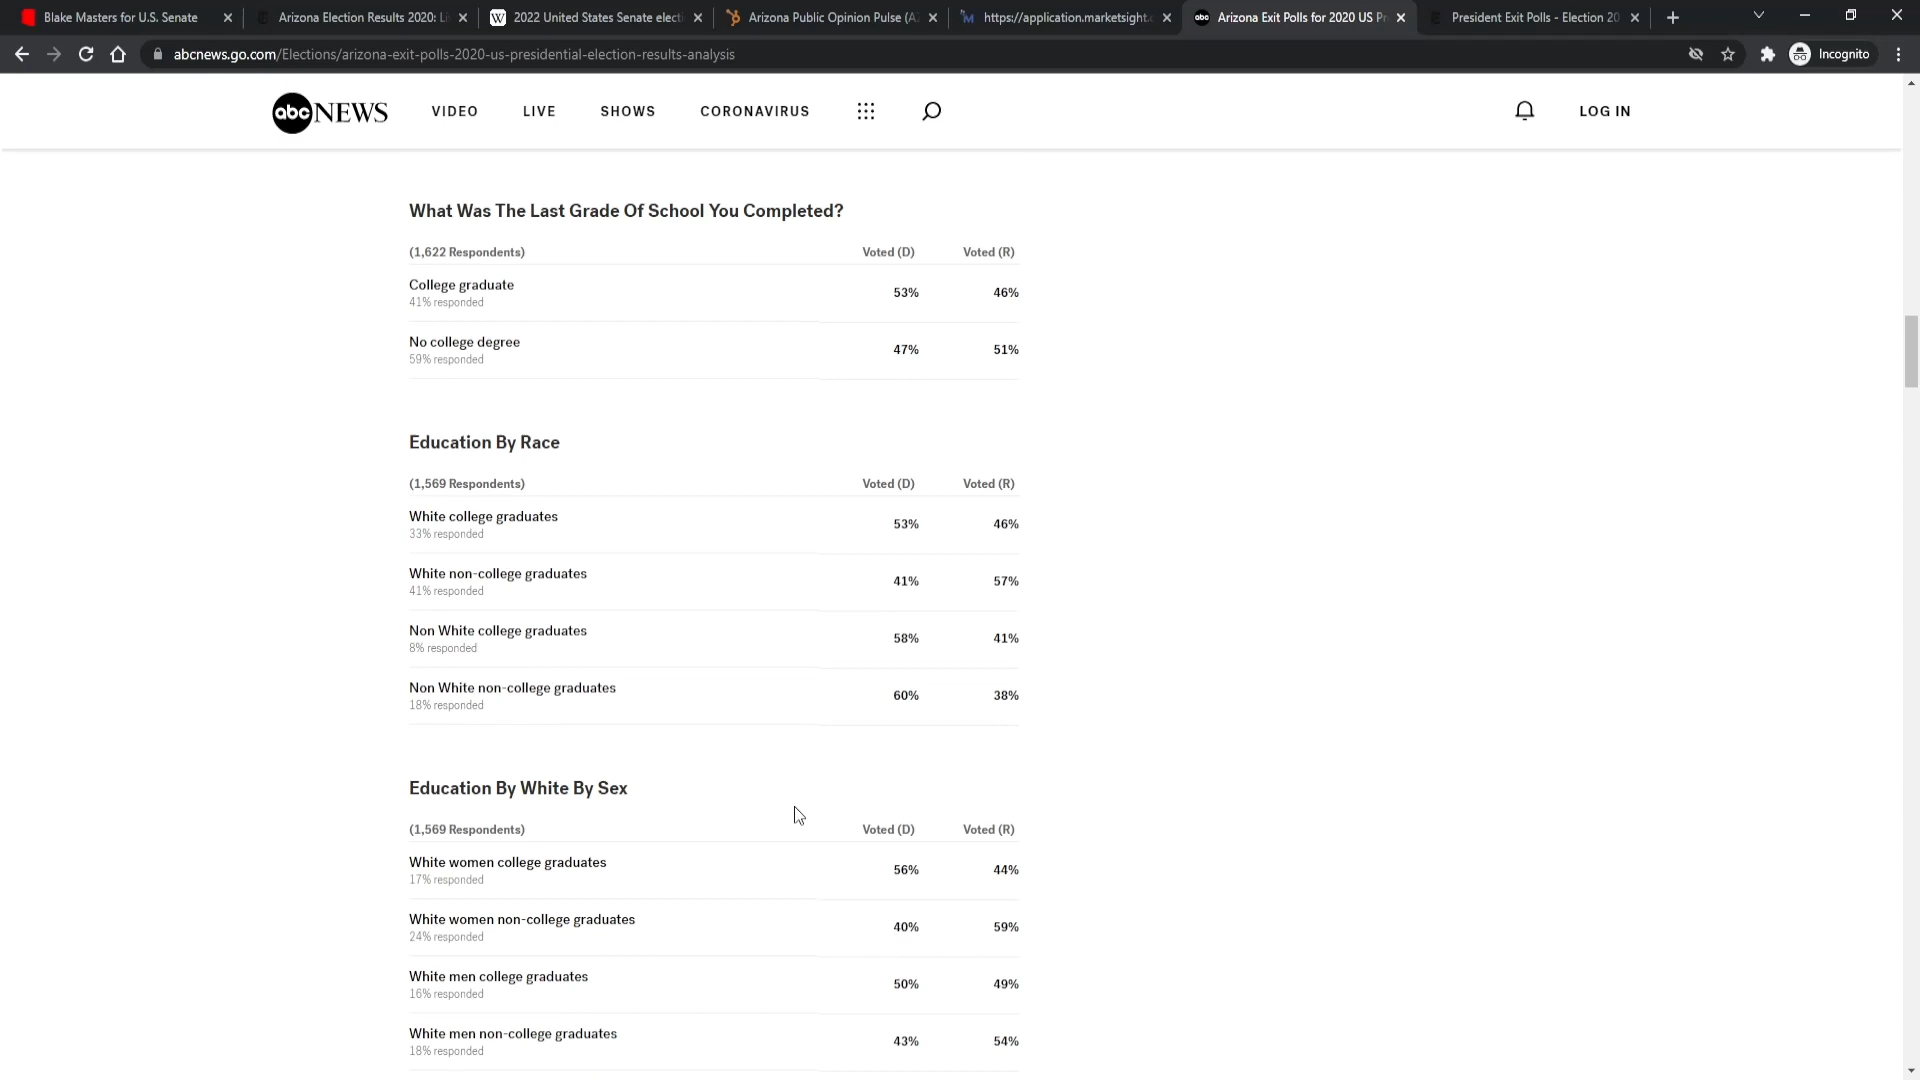 Blake Masters for U.S. Senate
Arizona Election Results 2020: Li
2022 United States Senate electi
Arizona Public Opinion Pulse (A
https://application.marketsight.
Arizona Exit Polls for 2020 US Pr
President Exit Polls - Election 20
abcnews.go.com/Elections/arizona-exit-polls-2020-us-presidential-election-results-analysis
Incognito
abc NEWS
VIDEO
LIVE
SHOWS
CORONAVIRUS
LOG IN
What Was The Last Grade Of School You Completed?
(1,622 Respondents) Voted (D) Voted (R)
College graduate
41% responded
53% 46%
No college degree
59% responded
47% 51%
Education By Race
(1,569 Respondents) Voted (D) Voted (R)
White college graduates
33% responded
53% 46%
White non-college graduates
41% responded
41% 57%
Non White college graduates
8% responded
58% 41%
Non White non-college graduates
18% responded
60% 38%
Education By White By Sex
(1,569 Respondents) Voted (D) Voted (R)
White women college graduates
17% responded
56% 44%
White women non-college graduates
24% responded
40% 59%
White men college graduates
16% responded
50% 49%
White men non-college graduates
18% responded
43% 54%